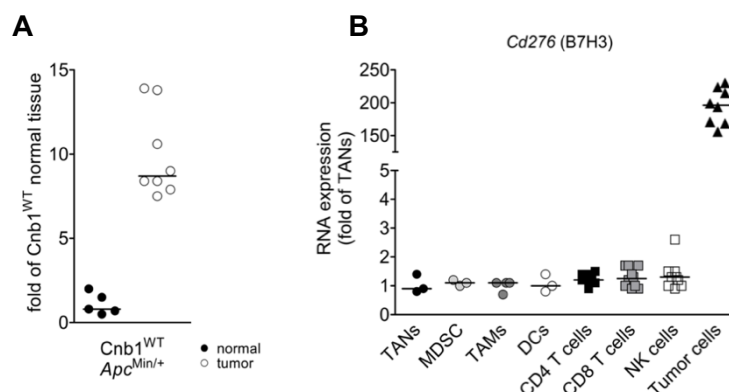 A
fold of Cnb1WT normal tissue
15
10
5
0
Cnb1WT
ApcMin/+
normal
tumor
B
Cd276 (B7H3)
RNA expression
(fold of TANs)
250
200
150
5
4
3
2
1
0
TANs
MDSC
TAMs
DCs
CD4 T cells
CD8 T cells
NK cells
Tumor cells